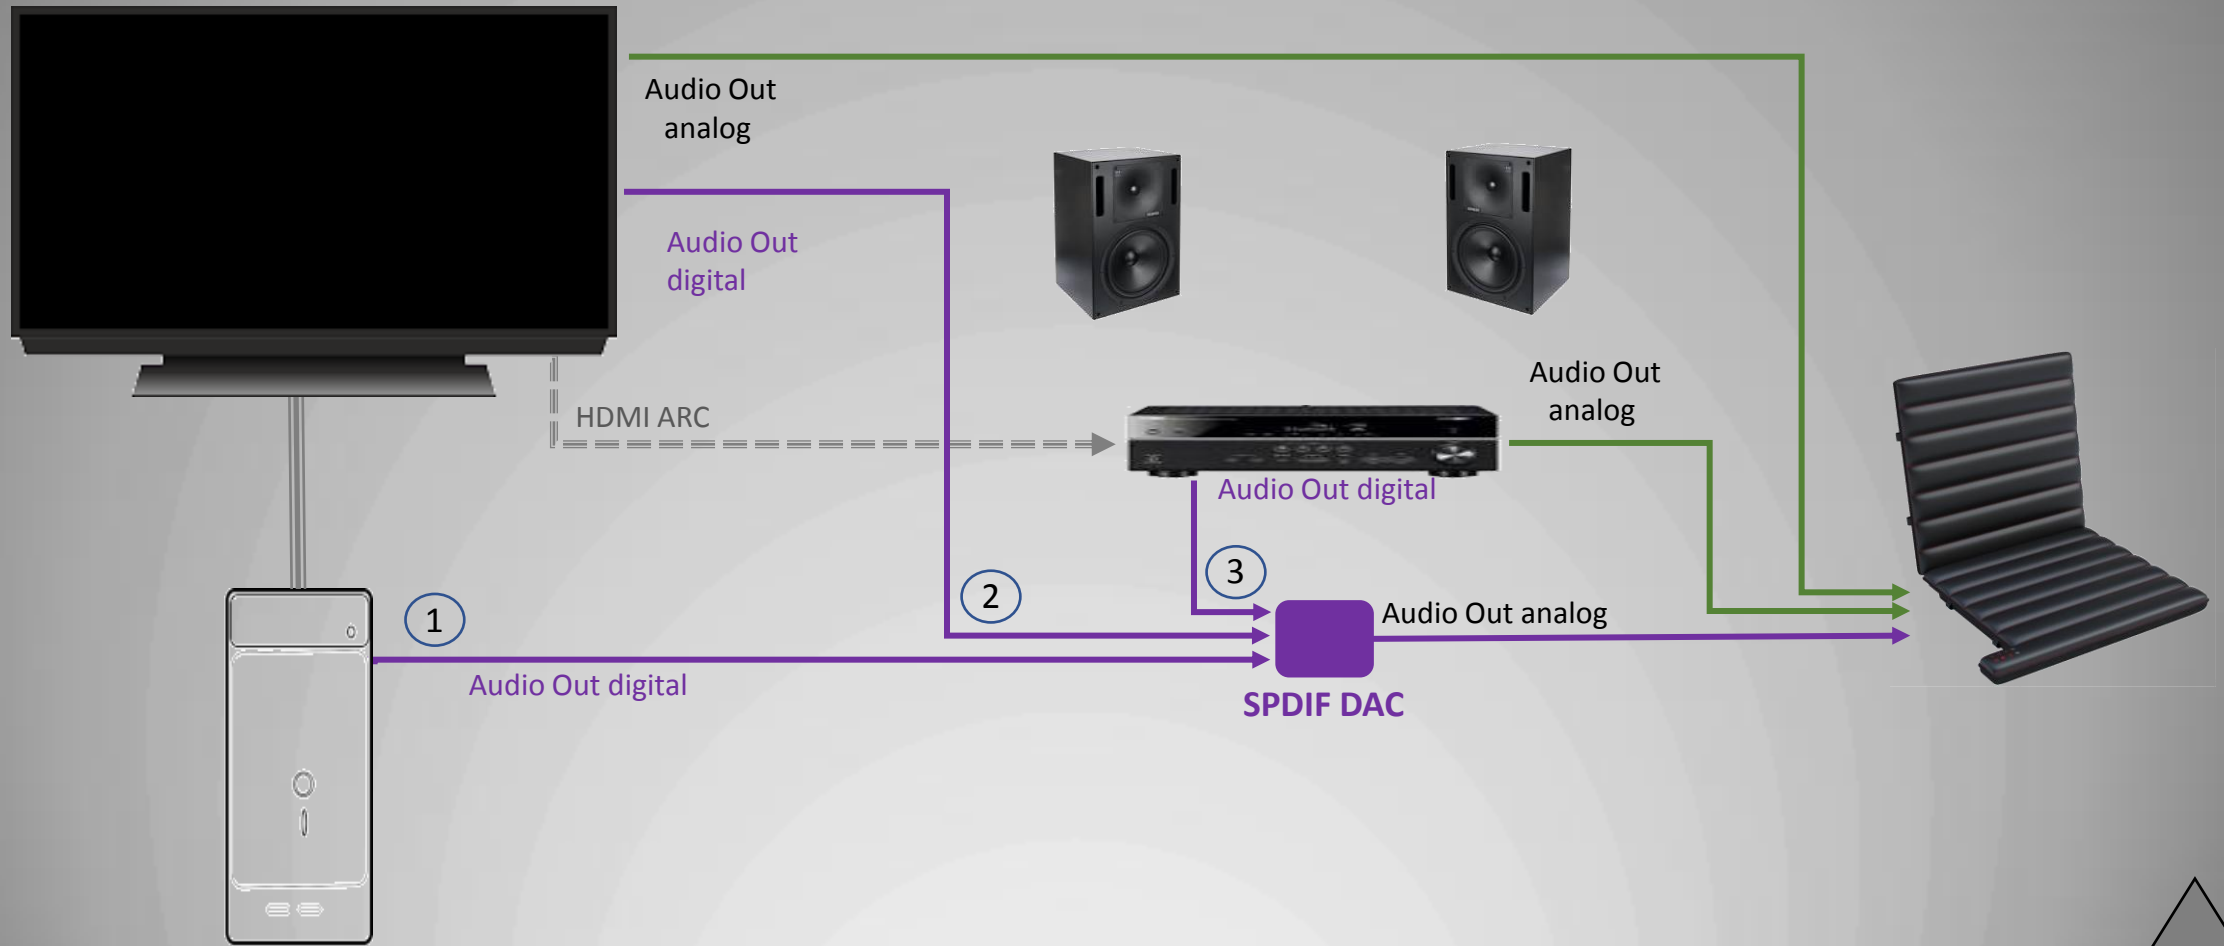 Audio Out
analog
Audio Out
digital
HDMI ARC
Audio Out
analog
Audio Out digital
3
2
1
Audio Out analog
Audio Out digital
SPDIF DAC